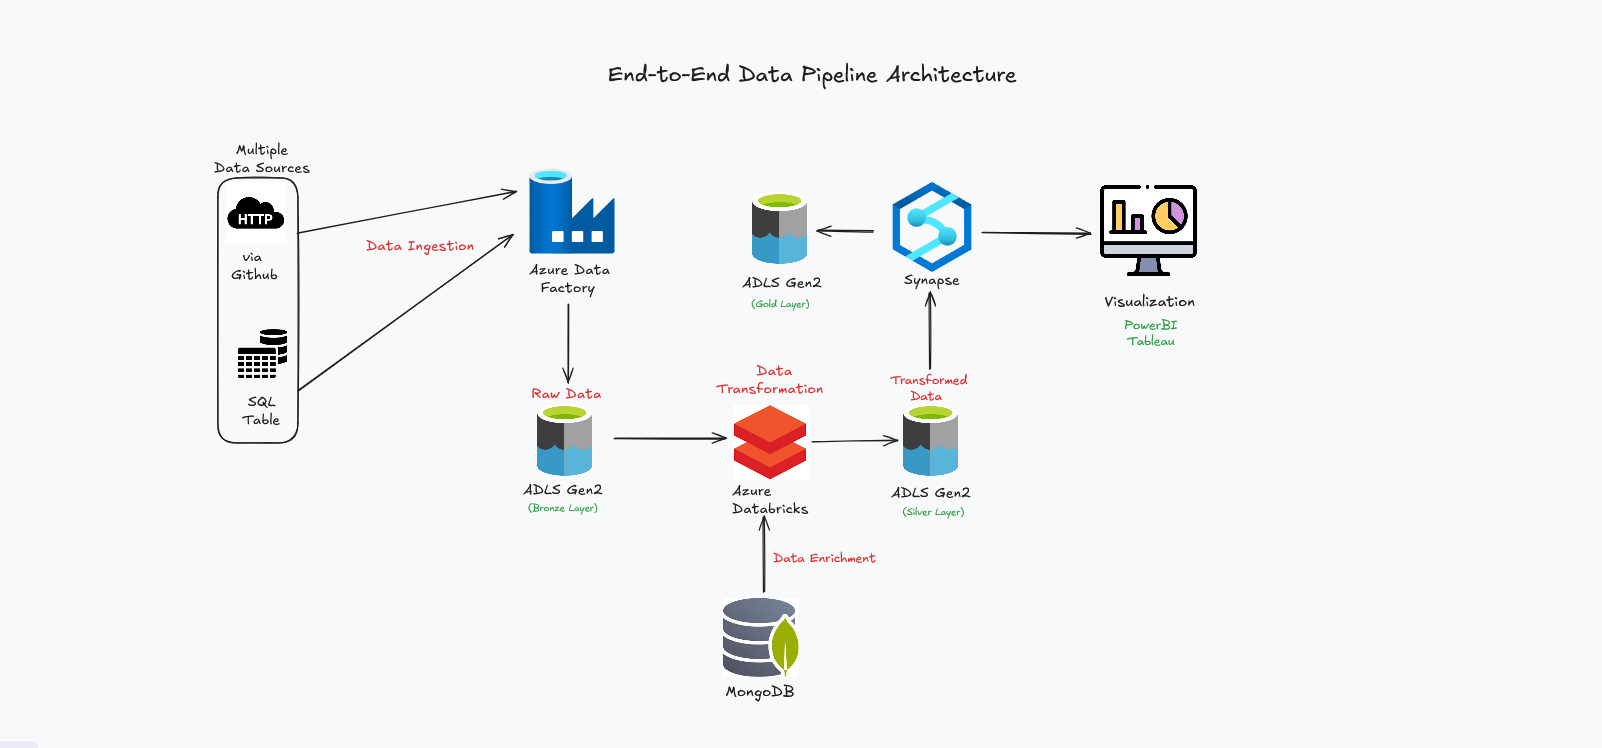 End-to-End Data Pipeline Architecture
Multiple
Data Sources
HTTP
via
Github
SQL
Table
Data Ingestion
Azure Data
Factory
Raw Data
ADLS Gen2
(Bronze Layer)
Data
Transformation
Azure
Databricks
Data Enrichment
MongoDB
Transformed
Data
ADLS Gen2
(Silver Layer)
Synapse
ADLS Gen2
(Gold Layer)
Visualization
PowerBI
Tableau